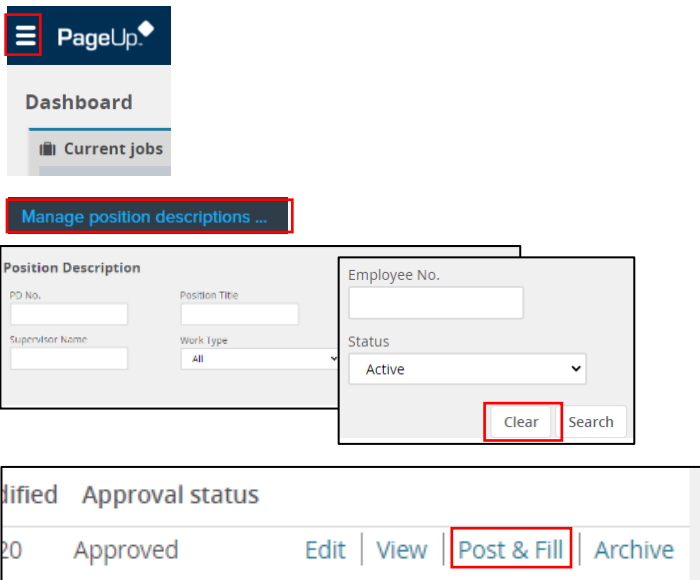 PageUp.
Dashboard
Current jobs
Manage position descriptions ...
Position Description
PD No.
Position Title
Supervisor Name
Work Type
All
Employee No.
Status
Active
Clear
Search
dified Approval status
20 Approved Edit View Post & Fill Archive